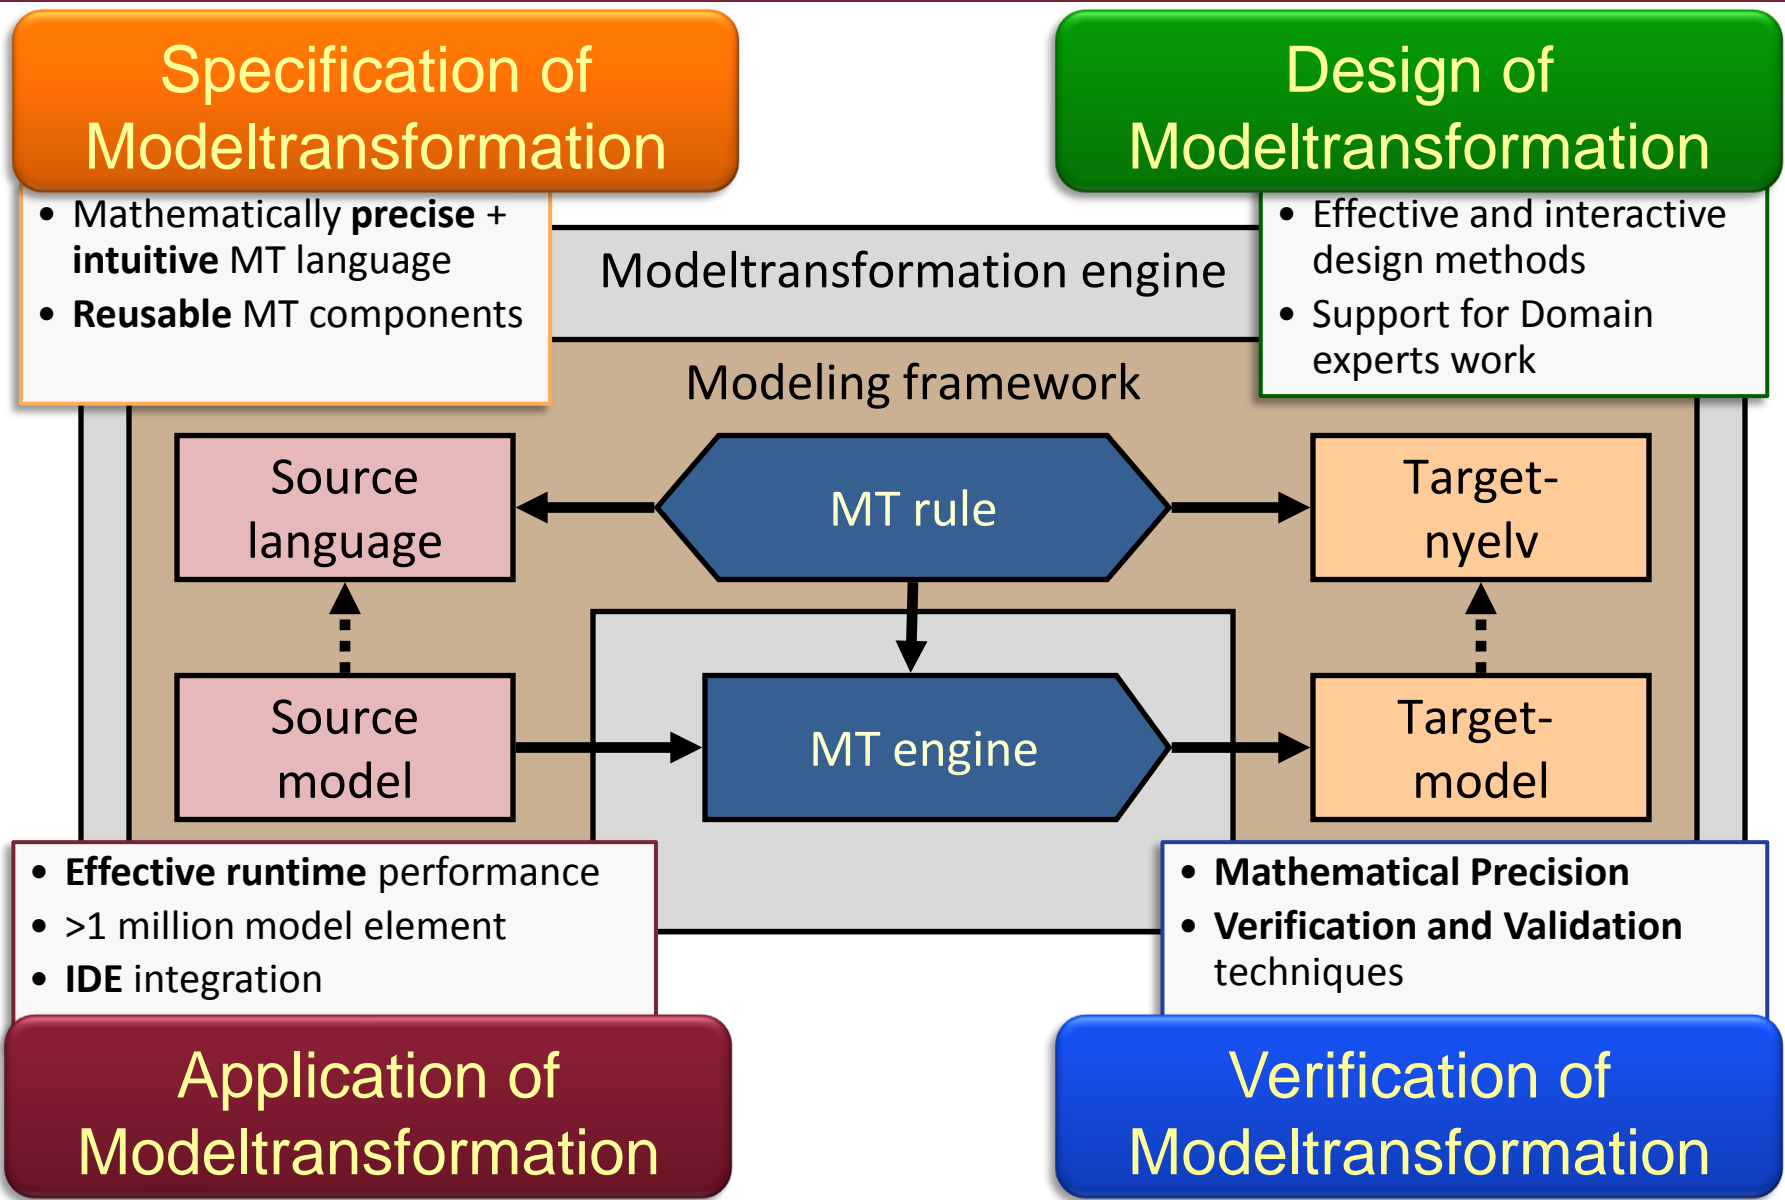 Specification of
Modeltransformation
• Mathematically precise +
intuitive MT language
• Reusable MT components
Design of
Modeltransformation
• Effective and interactive
design methods
• Support for Domain
experts work
Modeltransformation engine
Modeling framework
Source
language
MT rule
Target-
nyelv
Source
model
MT engine
Target-
model
• Effective runtime performance
• >1 million model element
• IDE integration
Application of
Modeltransformation
• Mathematical Precision
• Verification and Validation
techniques
Verification of
Modeltransformation